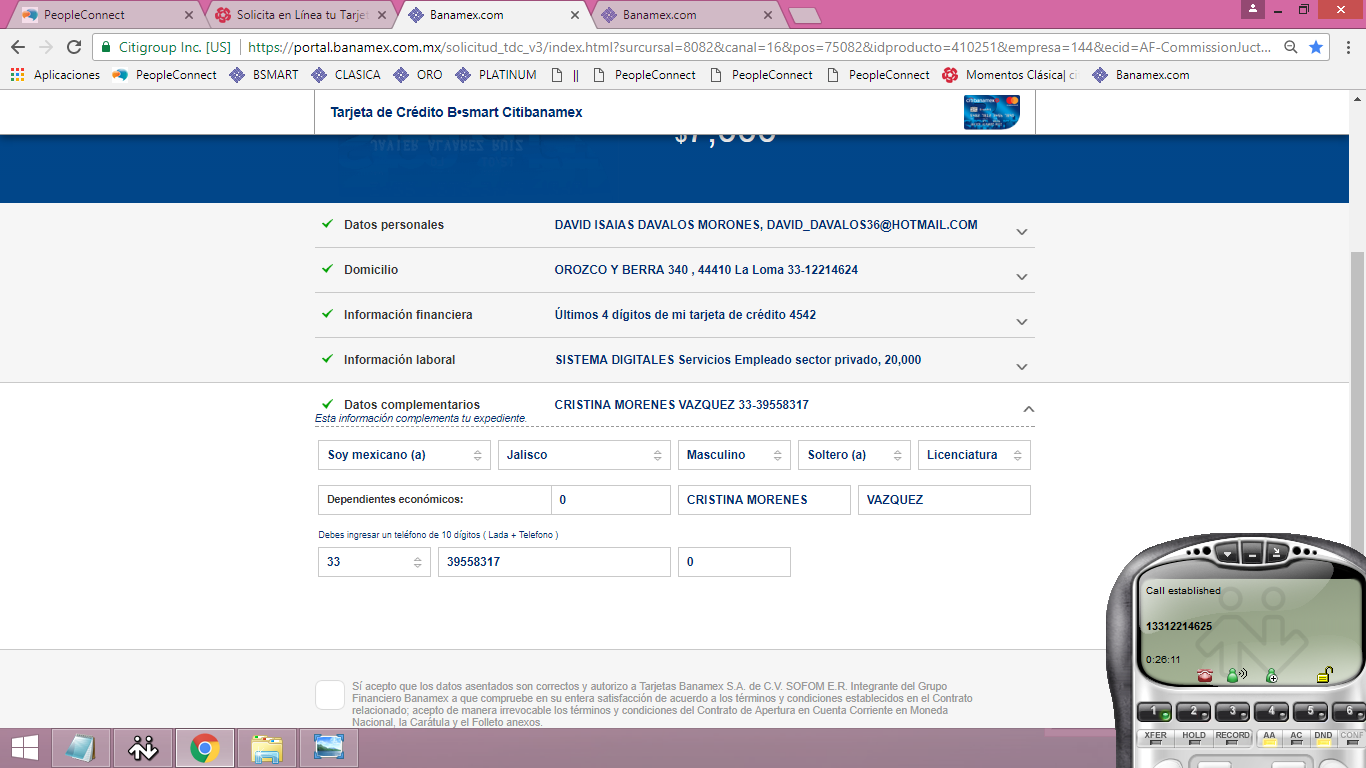 PeopleConnect
Solicita en Línea tu Tarje
Banamex.com
Banamex.com
Citigroup Inc. [US]
https://portal.banamex.com.mx/solicitud_tdc_v3/index.html?surcursal=8082&canal=16&pos=75082&idproducto=410251&empresa=144&ecid=AF-CommissionJuct...
Aplicaciones PeopleConnect BSMART CLASICA ORO PLATINUM || PeopleConnect PeopleConnect PeopleConnect Momentos Clásica| ci Banamex.com
Tarjeta de Crédito B•smart Citibanamex
citibanamex
JAVIER ALVAREZ RUIZ
$7,000
Datos personales DAVID ISAIAS DAVALOS MORONES, DAVID_DAVALOS36@HOTMAIL.COM
Domicilio OROZCO Y BERRA 340 , 44410 La Loma 33-12214624
Información financiera Últimos 4 dígitos de mi tarjeta de crédito 4542
Información laboral SISTEMA DIGITALES Servicios Empleado sector privado, 20,000
Datos complementarios CRISTINA MORENES VAZQUEZ 33-39558317
Esta información complementa tu expediente.
Soy mexicano (a) Jalisco Masculino Soltero (a) Licenciatura
Dependientes económicos: 0 CRISTINA MORENES VAZQUEZ
Debes ingresar un teléfono de 10 dígitos ( Lada + Telefono )
33 39558317 0
Sí acepto que los datos asentados son correctos y autorizo a Tarjetas Banamex S.A. de C.V. SOFOM E.R. Integrante del Grupo
Financiero Banamex a que compruebe en su entera satisfacción de acuerdo a los términos y condiciones establecidos en el Contrato
relacionado; acepto de manera irrevocable los términos y condiciones del Contrato de Apertura en Cuenta Corriente en Moneda
Nacional, la Carátula y el Folleto anexos.
Call established
13312214625
0:26:11
1 2 3 4 5 6
XFER HOLD RECORD AA AC DND CONF